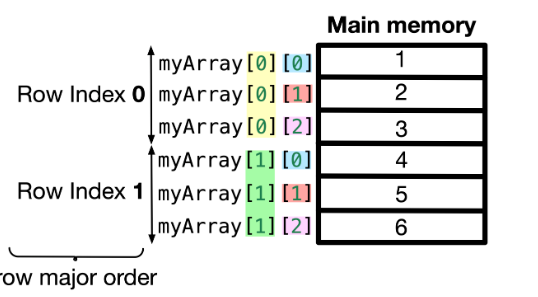 Main memory
myArray[0][0] 1
Row Index 0 myArray[0][1] 2
myArray[0][2] 3
myArray[1][0] 4
Row Index 1 myArray[1][1] 5
myArray[1][2] 6
row major order